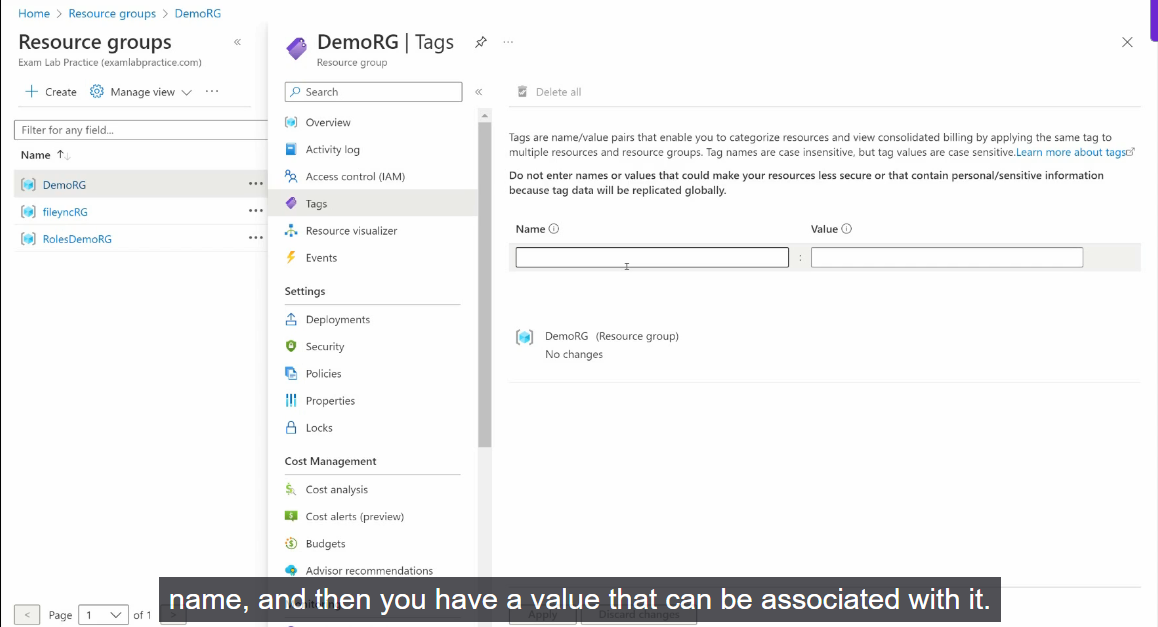 Home > Resource groups > DemoRG
Resource groups
Exam Lab Practice (examlabpractice.com)
Create Manage view
Filter for any field...
Name
DemoRG
fileyncRG
RolesDemoRG
< Page 1 of 1 >
DemoRG | Tags
Resource group
Search
Overview
Activity log
Access control (IAM)
Tags
Resource visualizer
Events
Settings
Deployments
Security
Policies
Properties
Locks
Cost Management
Cost analysis
Cost alerts (preview)
Budgets
Advisor recommendations
Delete all
Tags are name/value pairs that enable you to categorize resources and view consolidated billing by applying the same tag to
multiple resources and resource groups. Tag names are case insensitive, but tag values are case sensitive. Learn more about tags
Do not enter names or values that could make your resources less secure or that contain personal/sensitive information
because tag data will be replicated globally.
Name Value
:
DemoRG (Resource group)
No changes
Apply Discard changes
name, and then you have a value that can be associated with it.